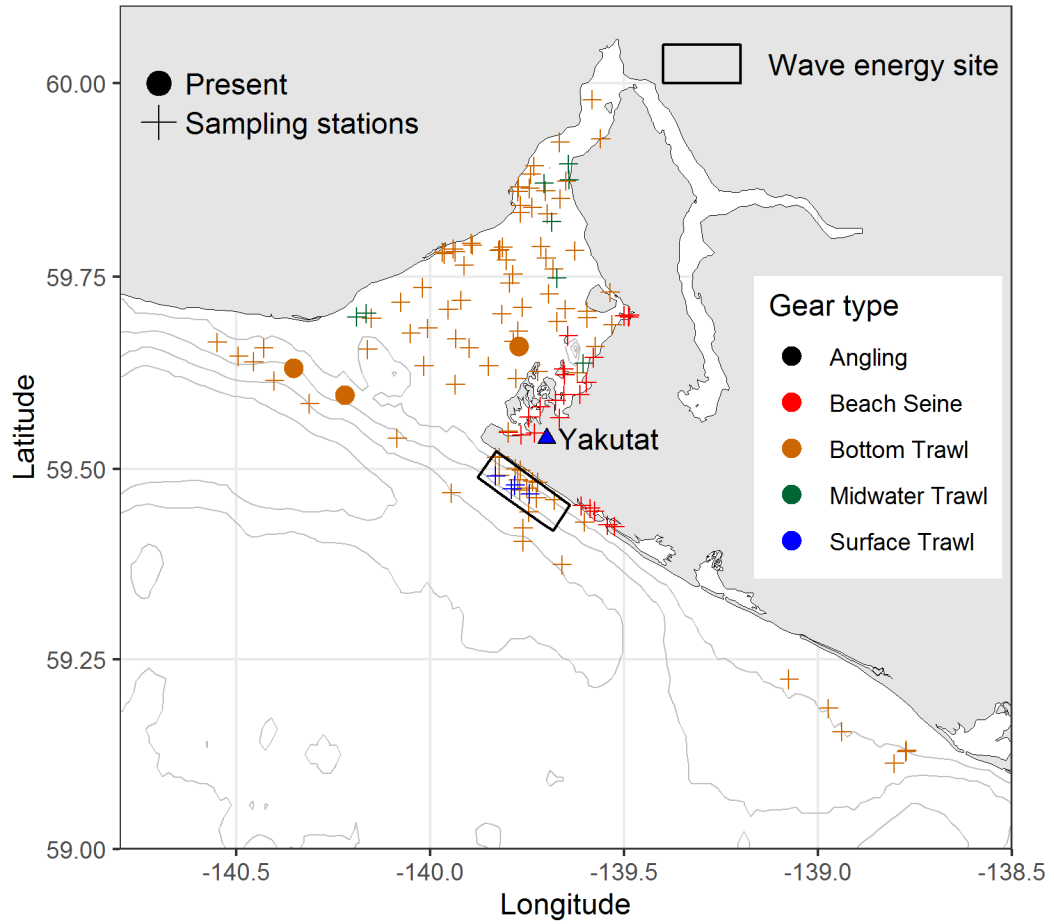 Present
Sampling stations
Wave energy site
60.00
59.75
59.50
59.25
59.00
Latitude
Yakutat
Gear type
Angling
Beach Seine
Bottom Trawl
Midwater Trawl
Surface Trawl
-140.5
-140.0
-139.5
-139.0
-138.5
Longitude